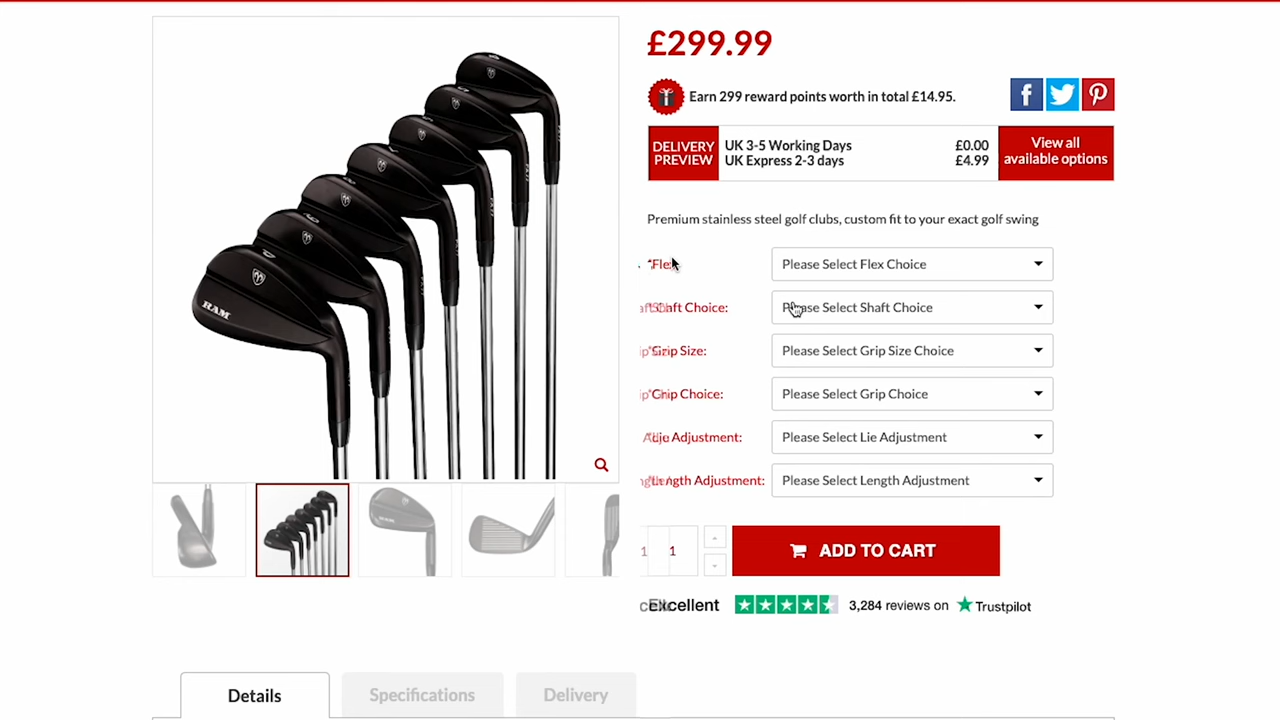 £299.99
Earn 299 reward points worth in total £14.95.
DELIVERY PREVIEW
UK 3-5 Working Days £0.00
UK Express 2-3 days £4.99
View all available options
Premium stainless steel golf clubs, custom fit to your exact golf swing
Please Select Flex Choice
Shaft Choice: Please Select Shaft Choice
Grip Size: Please Select Grip Size Choice
Grip Choice: Please Select Grip Choice
Lie Adjustment: Please Select Lie Adjustment
Length Adjustment: Please Select Length Adjustment
1
ADD TO CART
Excellent 3,284 reviews on Trustpilot
RAM
Details Specifications Delivery